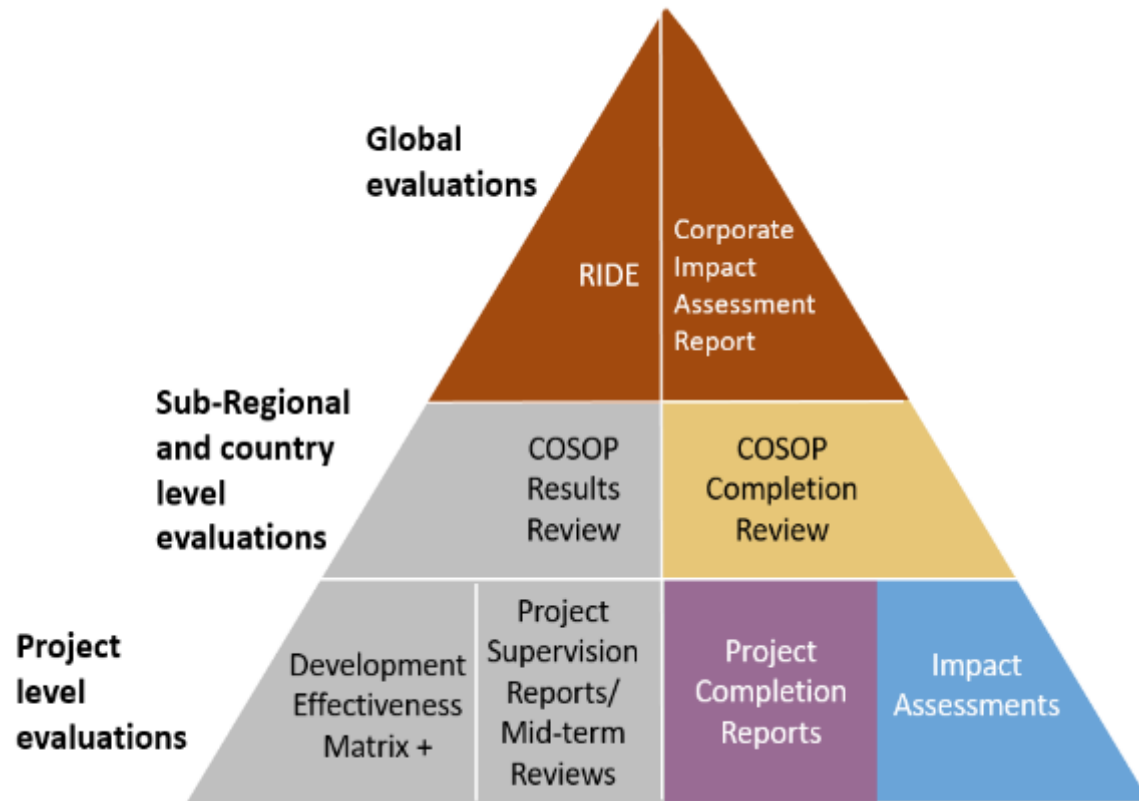 Global
evaluations
RIDE
Corporate
Impact
Assessment
Report
Sub-Regional
and country
level
evaluations
COSOP
Results
Review
COSOP
Completion
Review
Project
level
evaluations
Development
Effectiveness
Matrix +
Project
Supervision
Reports/
Mid-term
Reviews
Project
Completion
Reports
Impact
Assessments